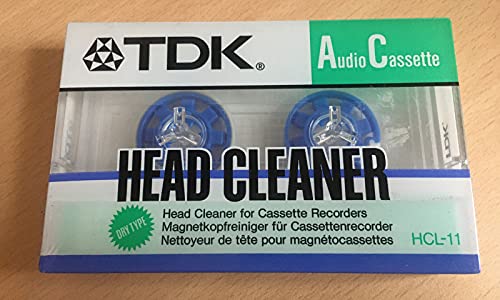 TDK®
Audio Cassette
TDK
HEAD CLEANER
DRY TYPE
Head Cleaner for Cassette Recorders
Magnetkopfreiniger für Cassettenrecorder
Nettoyeur de tête pour magnétocassettes
HCL-11